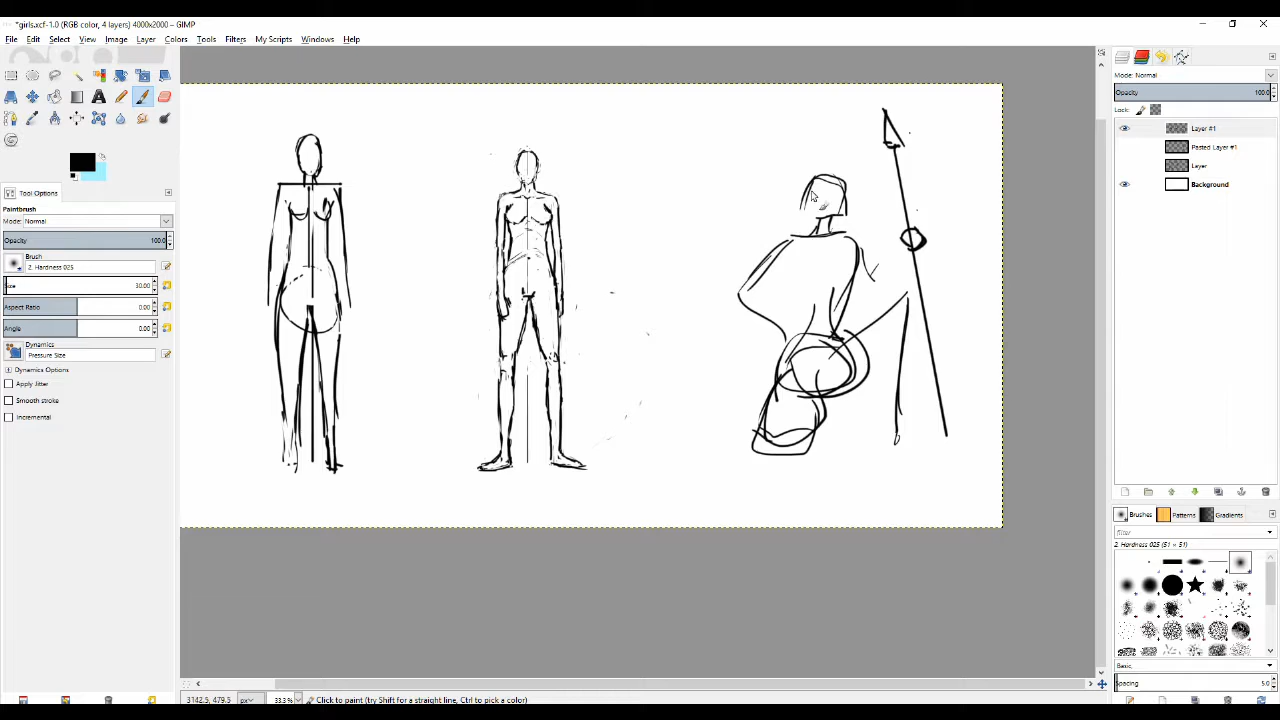 *girls.xcf-1.0 (RGB color, 4 layers) 4000x2000 – GIMP
File Edit Select View Image Layer Colors Tools Filters My Scripts Windows Help
Tool Options
Paintbrush
Mode: Normal
Opacity 100.0
Brush
2. Hardness 025
Size 30.00
Aspect Ratio 0.00
Angle 0.00
Dynamics
Pressure Size
Dynamics Options
Apply Jitter
Smooth stroke
Incremental
Mode: Normal
Opacity 100.0
Lock:
Layer #1
Pasted Layer #1
Layer
Background
Brushes Patterns Gradients
filter
2. Hardness 025 (51 × 51)
Basic,
Spacing 5.0
3142.5, 479.5 px 33.3% Click to paint (try Shift for a straight line, Ctrl to pick a color)